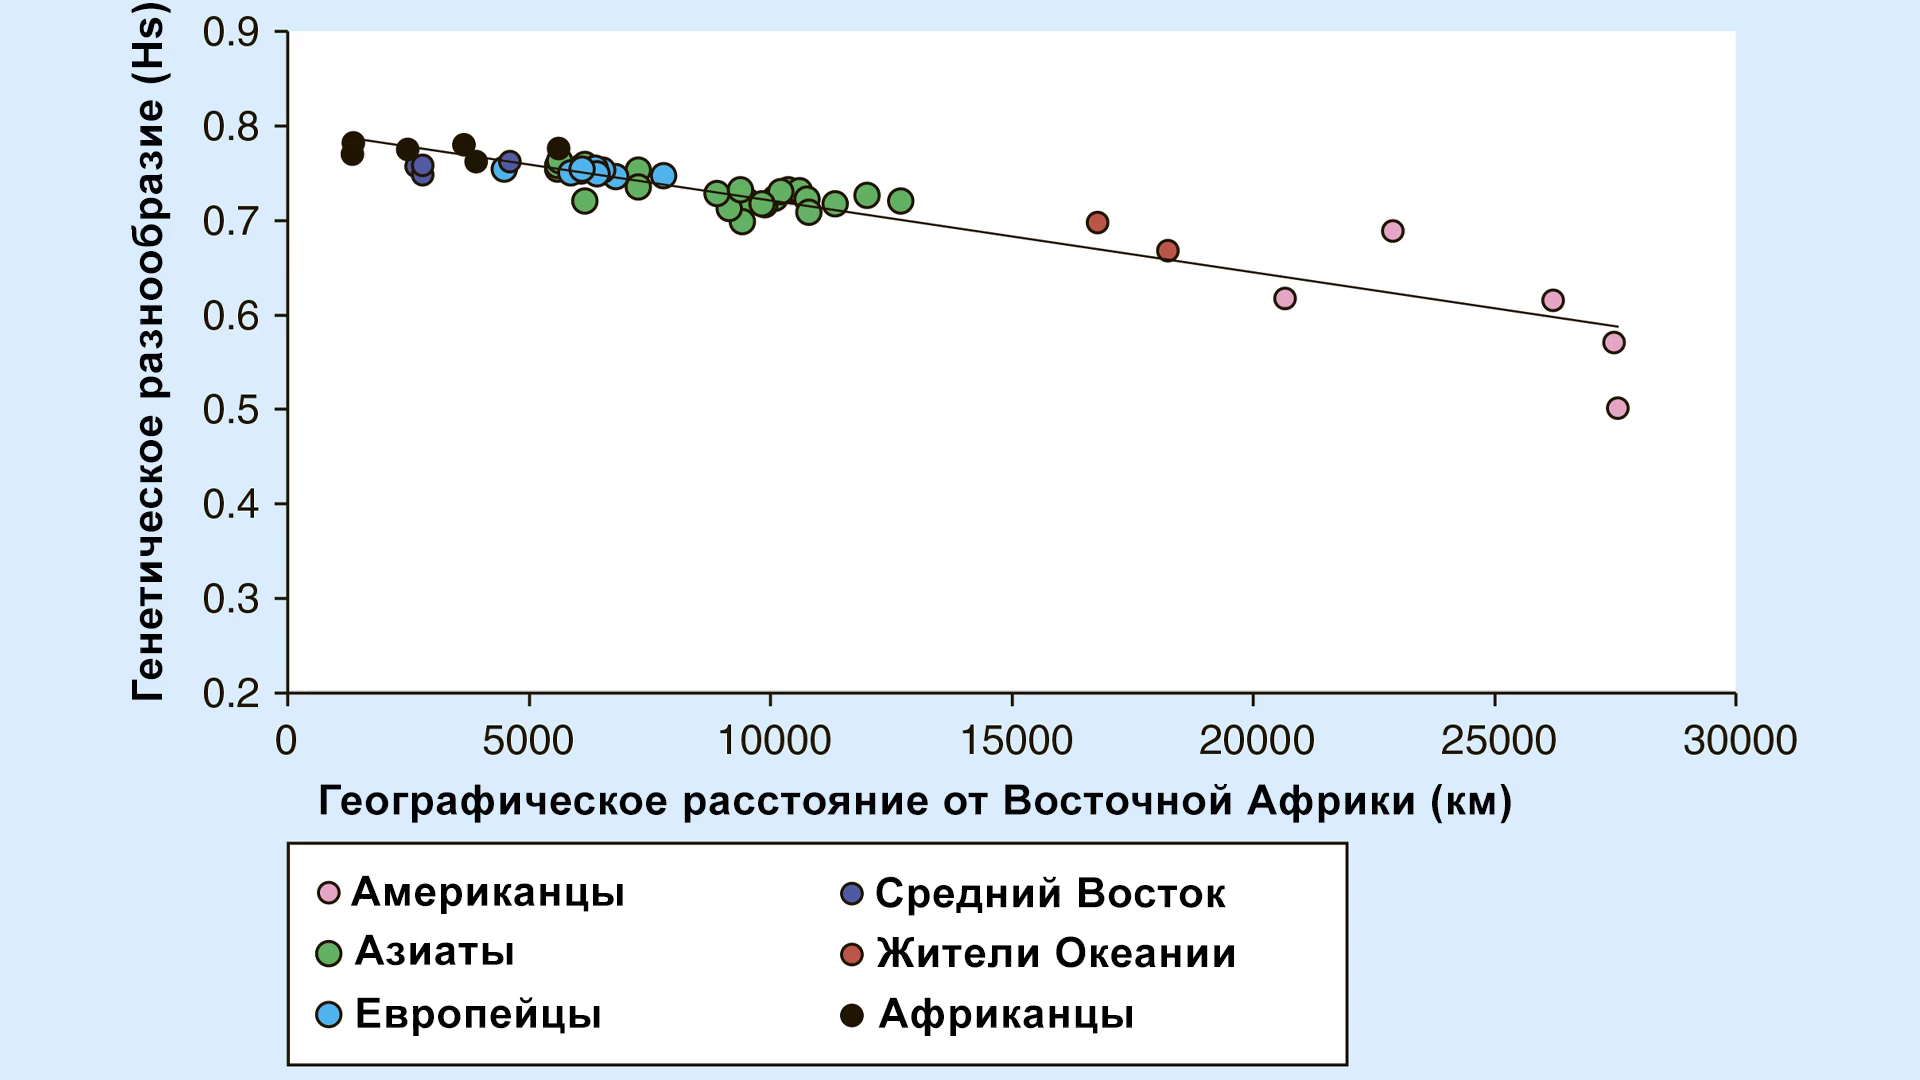 Генетическое разнообразие (Hs)
0.9
0.8
0.7
0.6
0.5
0.4
0.3
0.2
0 5000 10000 15000 20000 25000 30000
Географическое расстояние от Восточной Африки (км)
Американцы
Азиаты
Европейцы
Средний Восток
Жители Океании
Африканцы